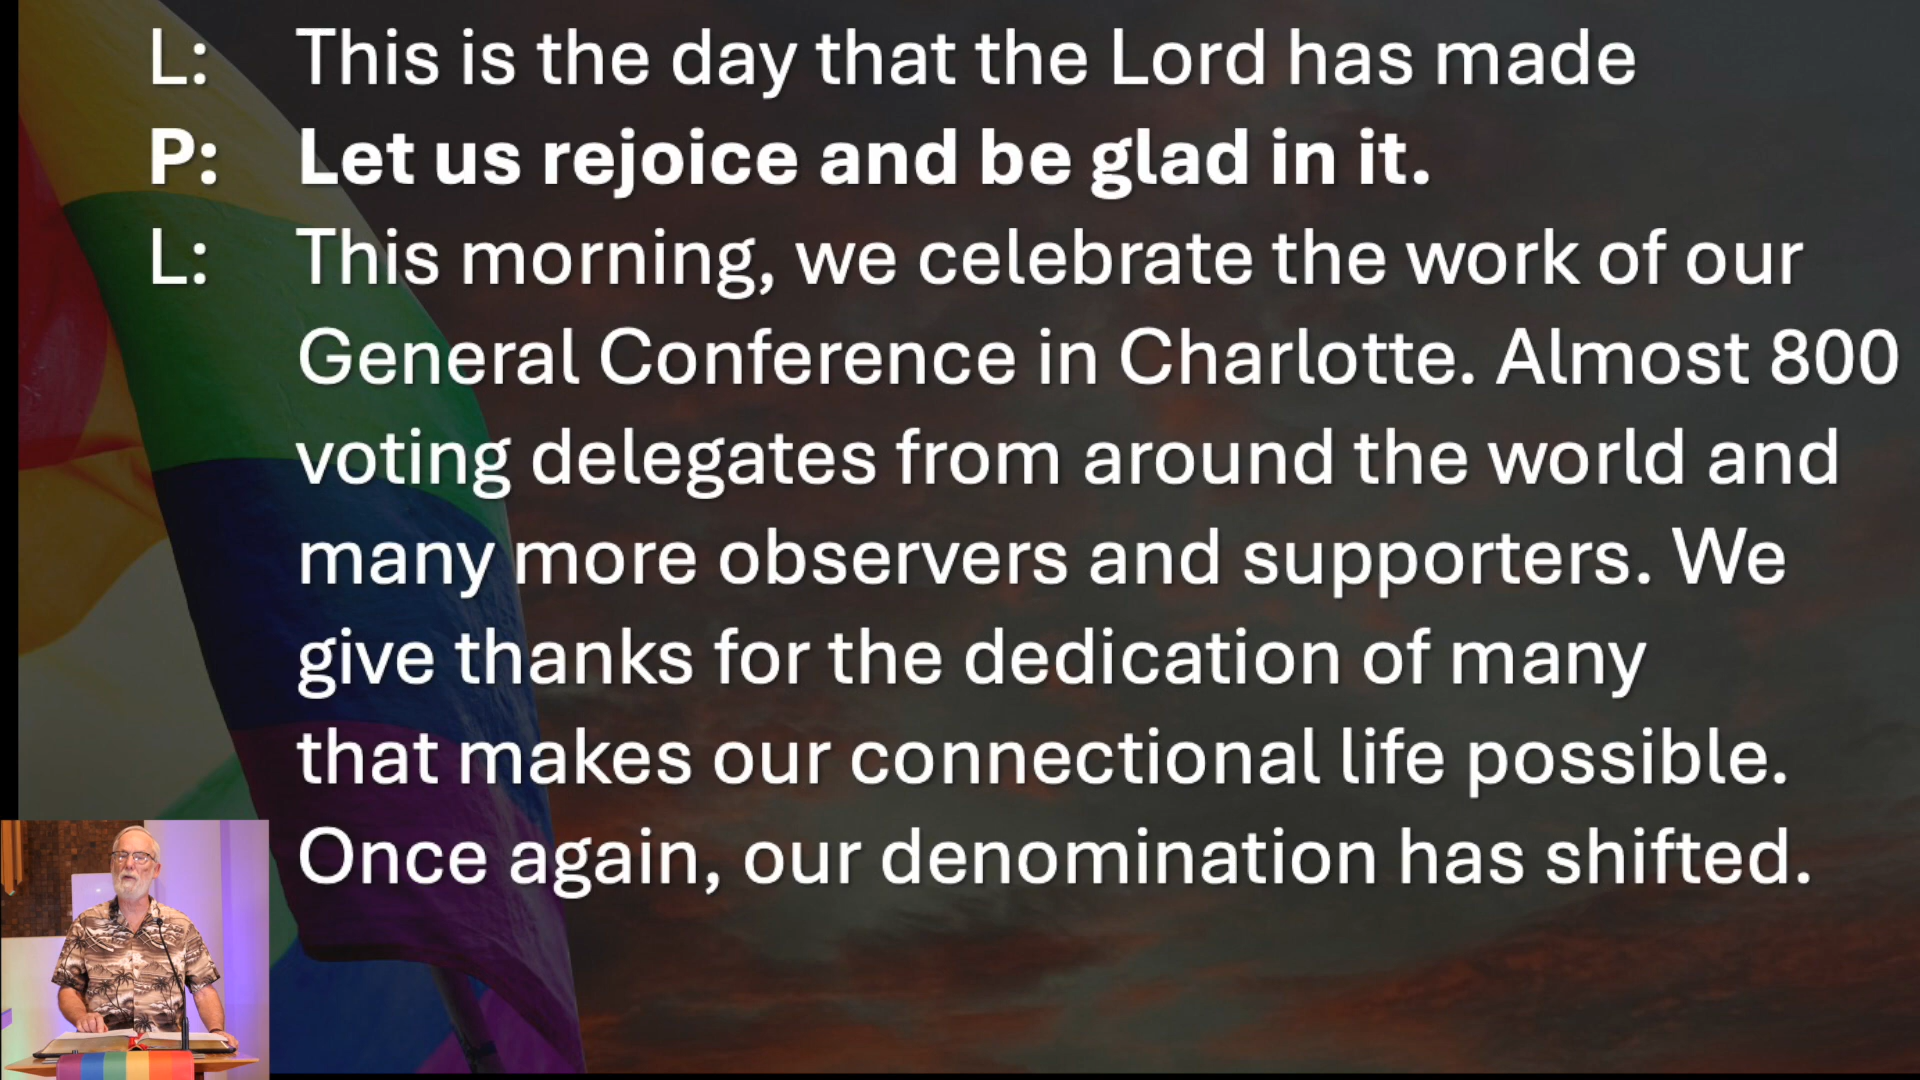 L: This is the day that the Lord has made
P: Let us rejoice and be glad in it.
L: This morning, we celebrate the work of our
General Conference in Charlotte. Almost 800
voting delegates from around the world and
many more observers and supporters. We
give thanks for the dedication of many
that makes our connectional life possible.
Once again, our denomination has shifted.